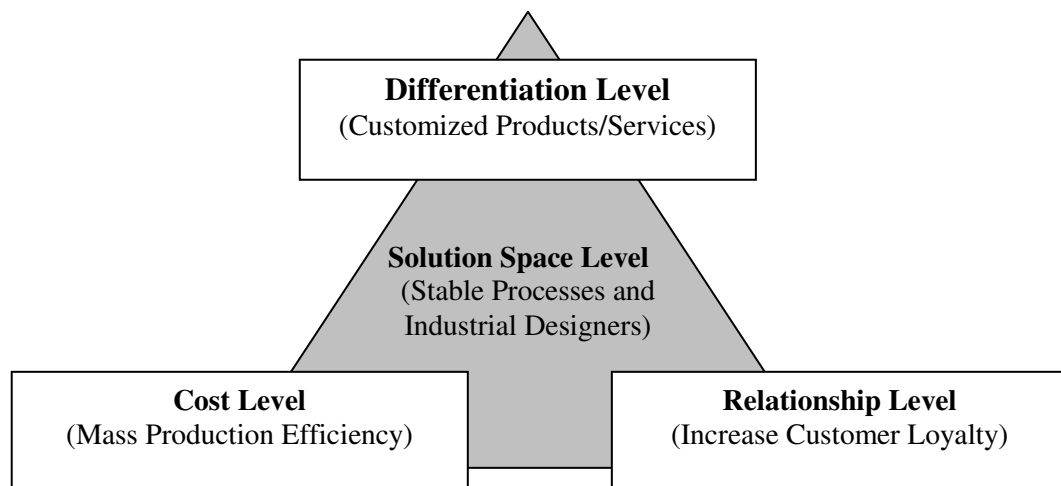 Differentiation Level
(Customized Products/Services)
Solution Space Level
(Stable Processes and
Industrial Designers)
Cost Level
(Mass Production Efficiency)
Relationship Level
(Increase Customer Loyalty)